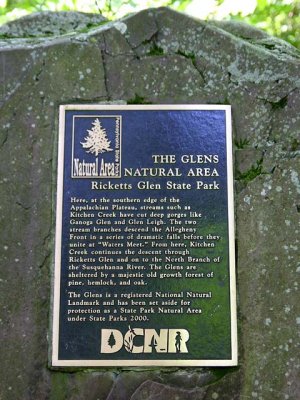 Pennsylvania State Park
Natural Area
THE GLENS
NATURAL AREA
Ricketts Glen State Park
Here, at the southern edge of the
Appalachian Plateau, streams such as
Kitchen Creek have cut deep gorges like
Ganoga Glen and Glen Leigh. The two
stream branches descend the Allegheny
Front in a series of dramatic falls before they
unite at "Waters Meet." From here, Kitchen
Creek continues the descent through
Ricketts Glen and on to the North Branch of
the Susquehanna River. The Glens are
sheltered by a majestic old growth forest of
pine, hemlock, and oak.
The Glens is a registered National Natural
Landmark and has been set aside for
protection as a State Park Natural Area
under State Parks 2000.
DCNR